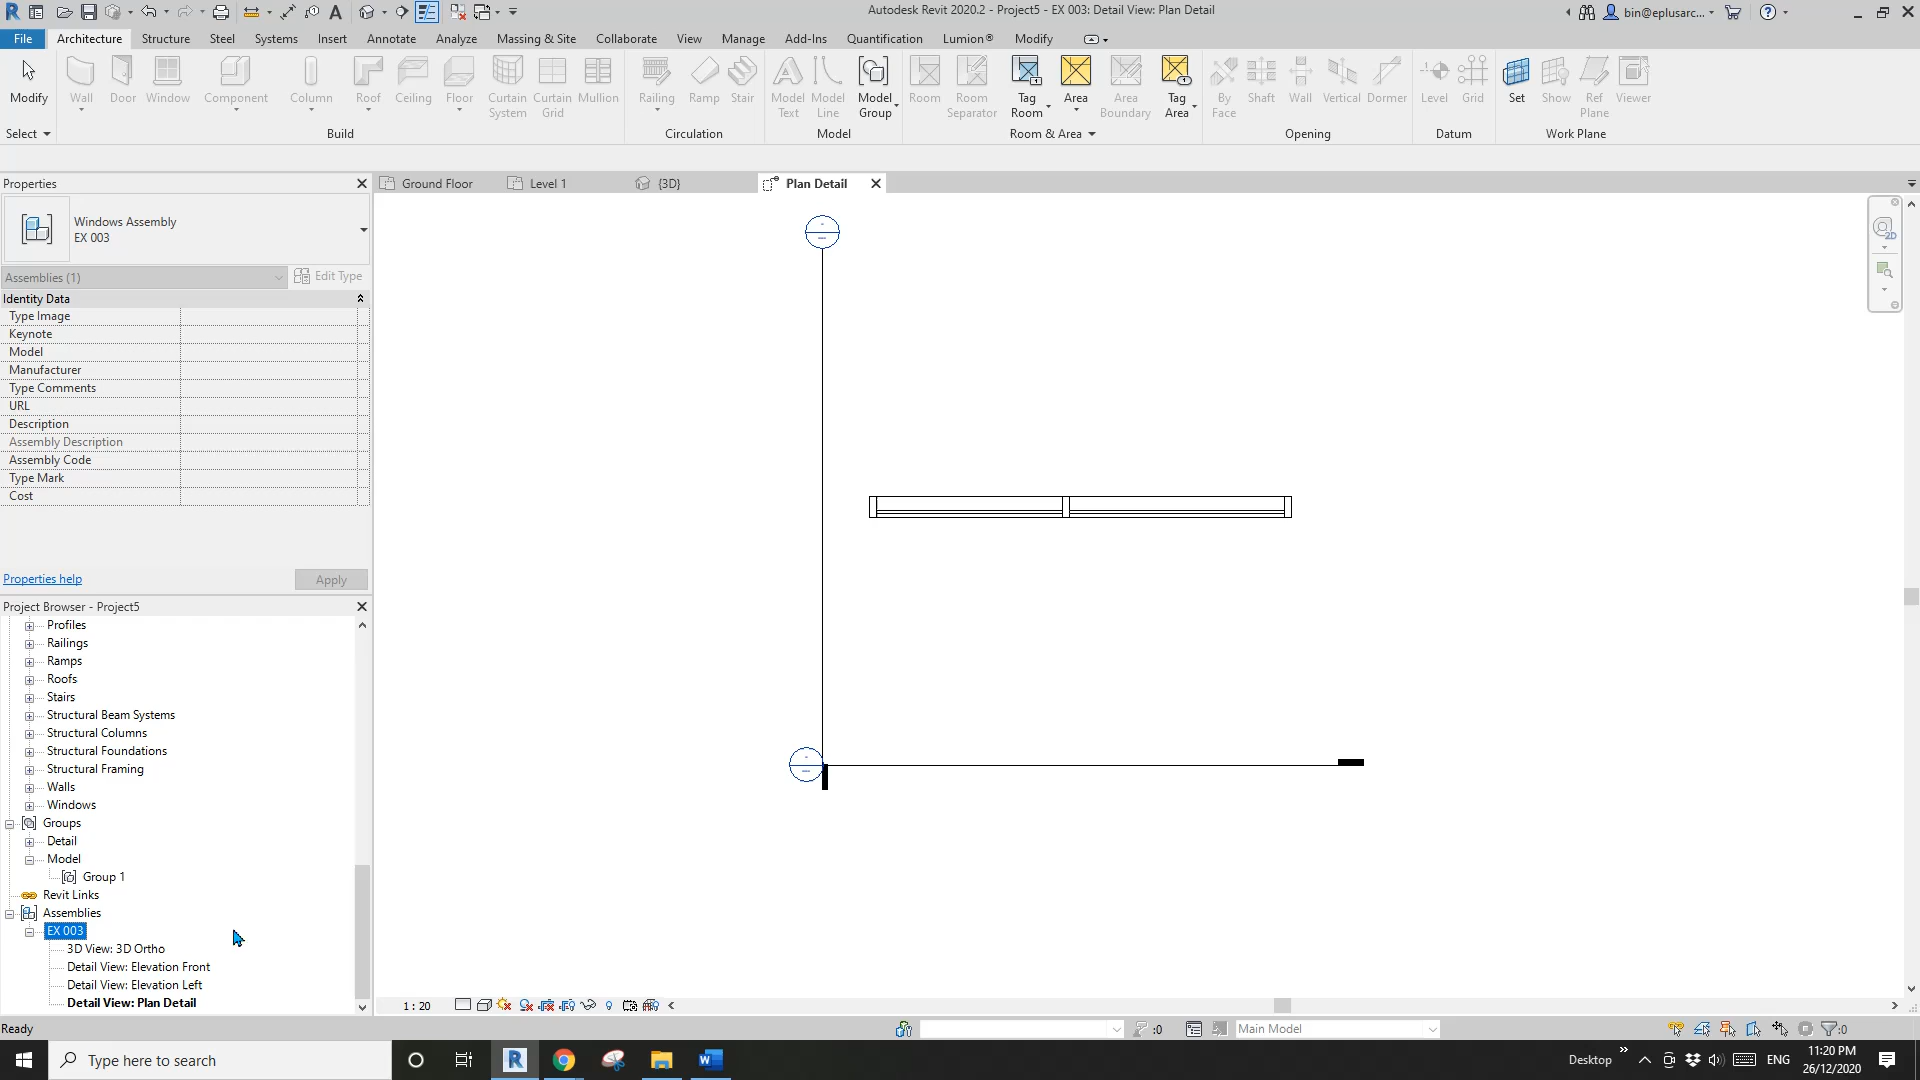 Autodesk Revit 2020.2 - Project5 - EX 003: Detail View: Plan Detail
bin@eplusarc...
File Architecture Structure Steel Systems Insert Annotate Analyze Massing & Site Collaborate View Manage Add-Ins Quantification Lumion® Modify
Modify Wall Door Window Component Column Roof Ceiling Floor Curtain System Curtain Grid Mullion Railing Ramp Stair Model Text Model Line Model Group Room Room Separator Tag Room Area Area Boundary Tag Area By Face Shaft Wall Vertical Dormer Level Grid Set Show Ref Plane Viewer
Select Build Circulation Model Room & Area Opening Datum Work Plane
Properties
Ground Floor Level 1 {3D} Plan Detail
Windows Assembly
EX 003
Assemblies (1) Edit Type
Identity Data
Type Image
Keynote
Model
Manufacturer
Type Comments
URL
Description
Assembly Description
Assembly Code
Type Mark
Cost
Properties help Apply
Project Browser - Project5
Profiles
Railings
Ramps
Roofs
Stairs
Structural Beam Systems
Structural Columns
Structural Foundations
Structural Framing
Walls
Windows
Groups
Detail
Model
Group 1
Revit Links
Assemblies
EX 003
3D View: 3D Ortho
Detail View: Elevation Front
Detail View: Elevation Left
Detail View: Plan Detail
1 : 20
Ready
:0
Main Model
:0
Type here to search
Desktop
ENG
11:20 PM
26/12/2020